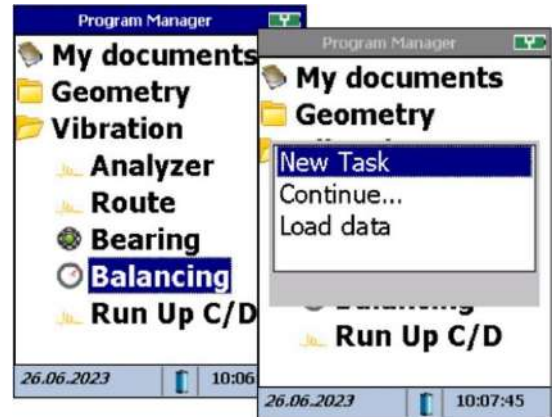 Program Manager
My documents
Geometry
Vibration
Analyzer
Route
Bearing
Balancing
Run Up C/D
26.06.2023 10:06
Program Manager
My documents
Geometry
New Task
Continue...
Load data
Run Up C/D
26.06.2023 10:07:45